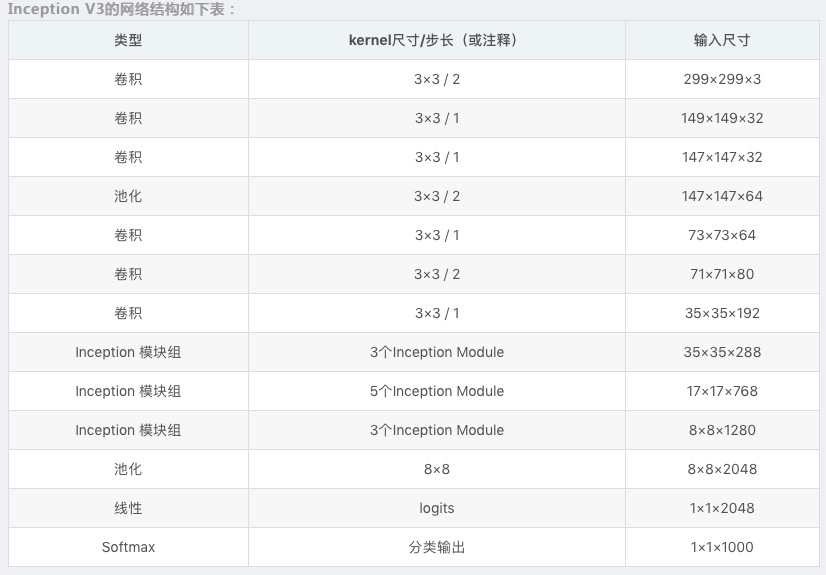 Inception V3的网络结构如下表：
类型 kernel尺寸/步长（或注释） 输入尺寸
卷积 3×3 / 2 299×299×3
卷积 3×3 / 1 149×149×32
卷积 3×3 / 1 147×147×32
池化 3×3 / 2 147×147×64
卷积 3×3 / 1 73×73×64
卷积 3×3 / 2 71×71×80
卷积 3×3 / 1 35×35×192
Inception 模块组 3个Inception Module 35×35×288
Inception 模块组 5个Inception Module 17×17×768
Inception 模块组 3个Inception Module 8×8×1280
池化 8×8 8×8×2048
线性 logits 1×1×2048
Softmax 分类输出 1×1×1000